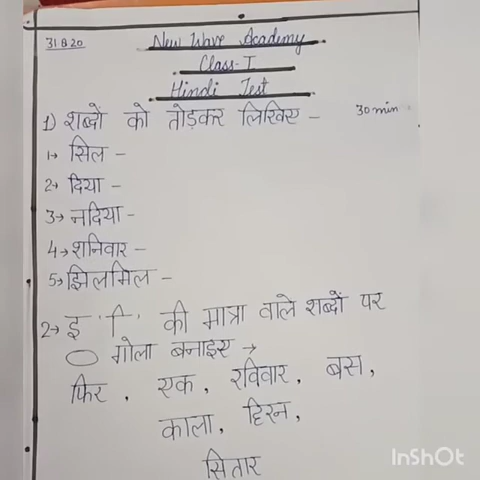 31.8.20
New Wave Academy
Class-I
Hindi Test
1) शब्दों को तोड़कर लिखिए - 30 min
1→ सिल -
2→ दिया -
3→ नदिया -
4→ शनिवार -
5→ झिलमिल -
2→ इ 'ि' की मात्रा वाले शब्दों पर
गोला बनाइए →
फिर , एक , रविवार , बस ,
काला , हिरन ,
सितार
InShOt